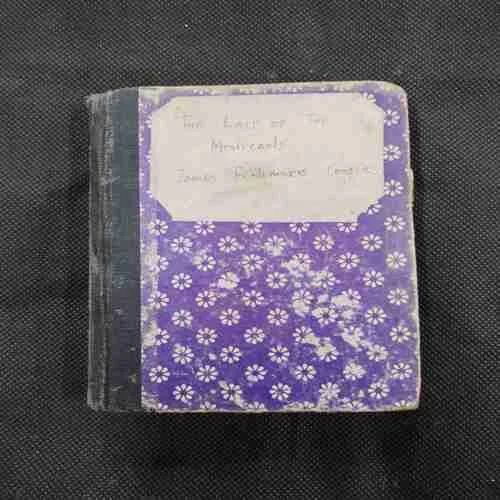 The Last of The
Mohicans
James Fenimore Cooper